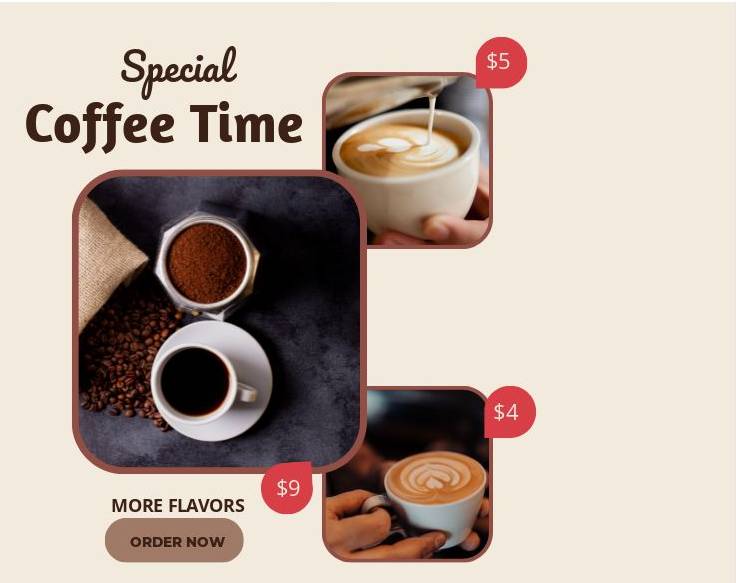 Special
Coffee Time
$5
$4
$9
MORE FLAVORS
ORDER NOW